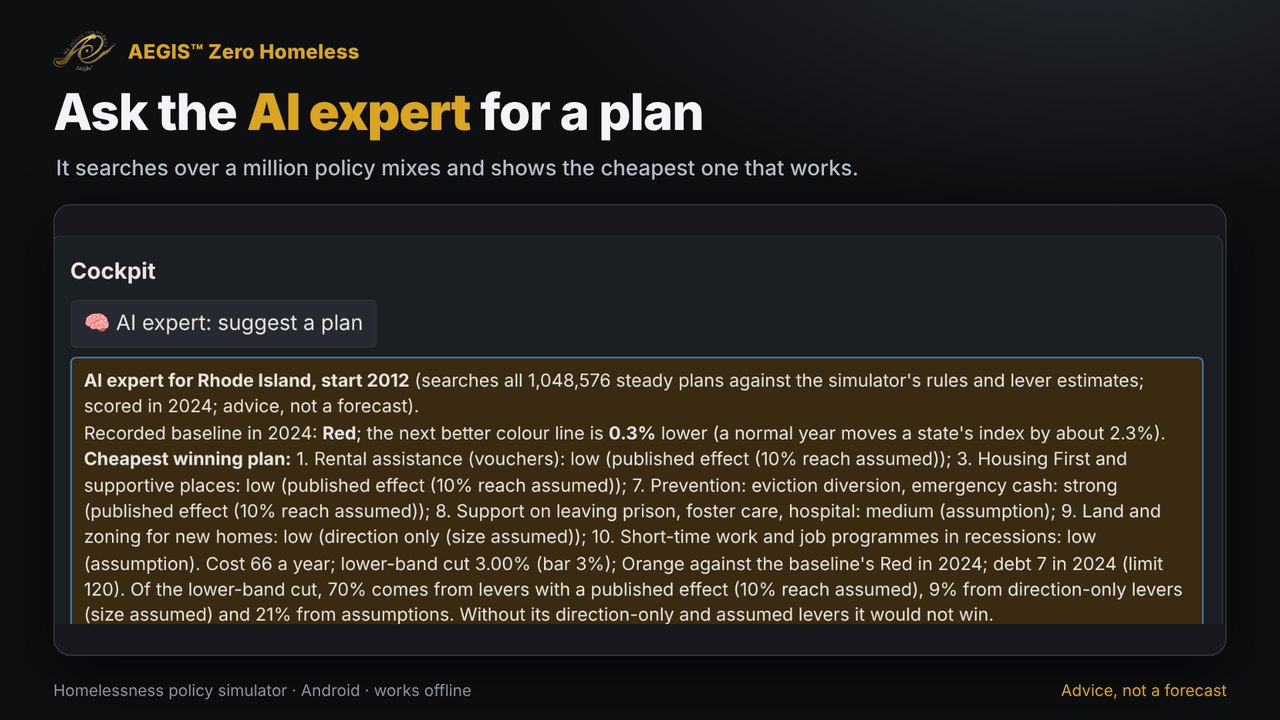 Aegis™
AEGIS™ Zero Homeless
Ask the AI expert for a plan
It searches over a million policy mixes and shows the cheapest one that works.
Cockpit
🧠 AI expert: suggest a plan
AI expert for Rhode Island, start 2012 (searches all 1,048,576 steady plans against the simulator's rules and lever estimates;
scored in 2024; advice, not a forecast).
Recorded baseline in 2024: Red; the next better colour line is 0.3% lower (a normal year moves a state's index by about 2.3%).
Cheapest winning plan: 1. Rental assistance (vouchers): low (published effect (10% reach assumed)); 3. Housing First and
supportive places: low (published effect (10% reach assumed)); 7. Prevention: eviction diversion, emergency cash: strong
(published effect (10% reach assumed)); 8. Support on leaving prison, foster care, hospital: medium (assumption); 9. Land and
zoning for new homes: low (direction only (size assumed)); 10. Short-time work and job programmes in recessions: low
(assumption). Cost 66 a year; lower-band cut 3.00% (bar 3%); Orange against the baseline's Red in 2024; debt 7 in 2024 (limit
120). Of the lower-band cut, 70% comes from levers with a published effect (10% reach assumed), 9% from direction-only levers
(size assumed) and 21% from assumptions. Without its direction-only and assumed levers it would not win.
Homelessness policy simulator · Android · works offline
Advice, not a forecast